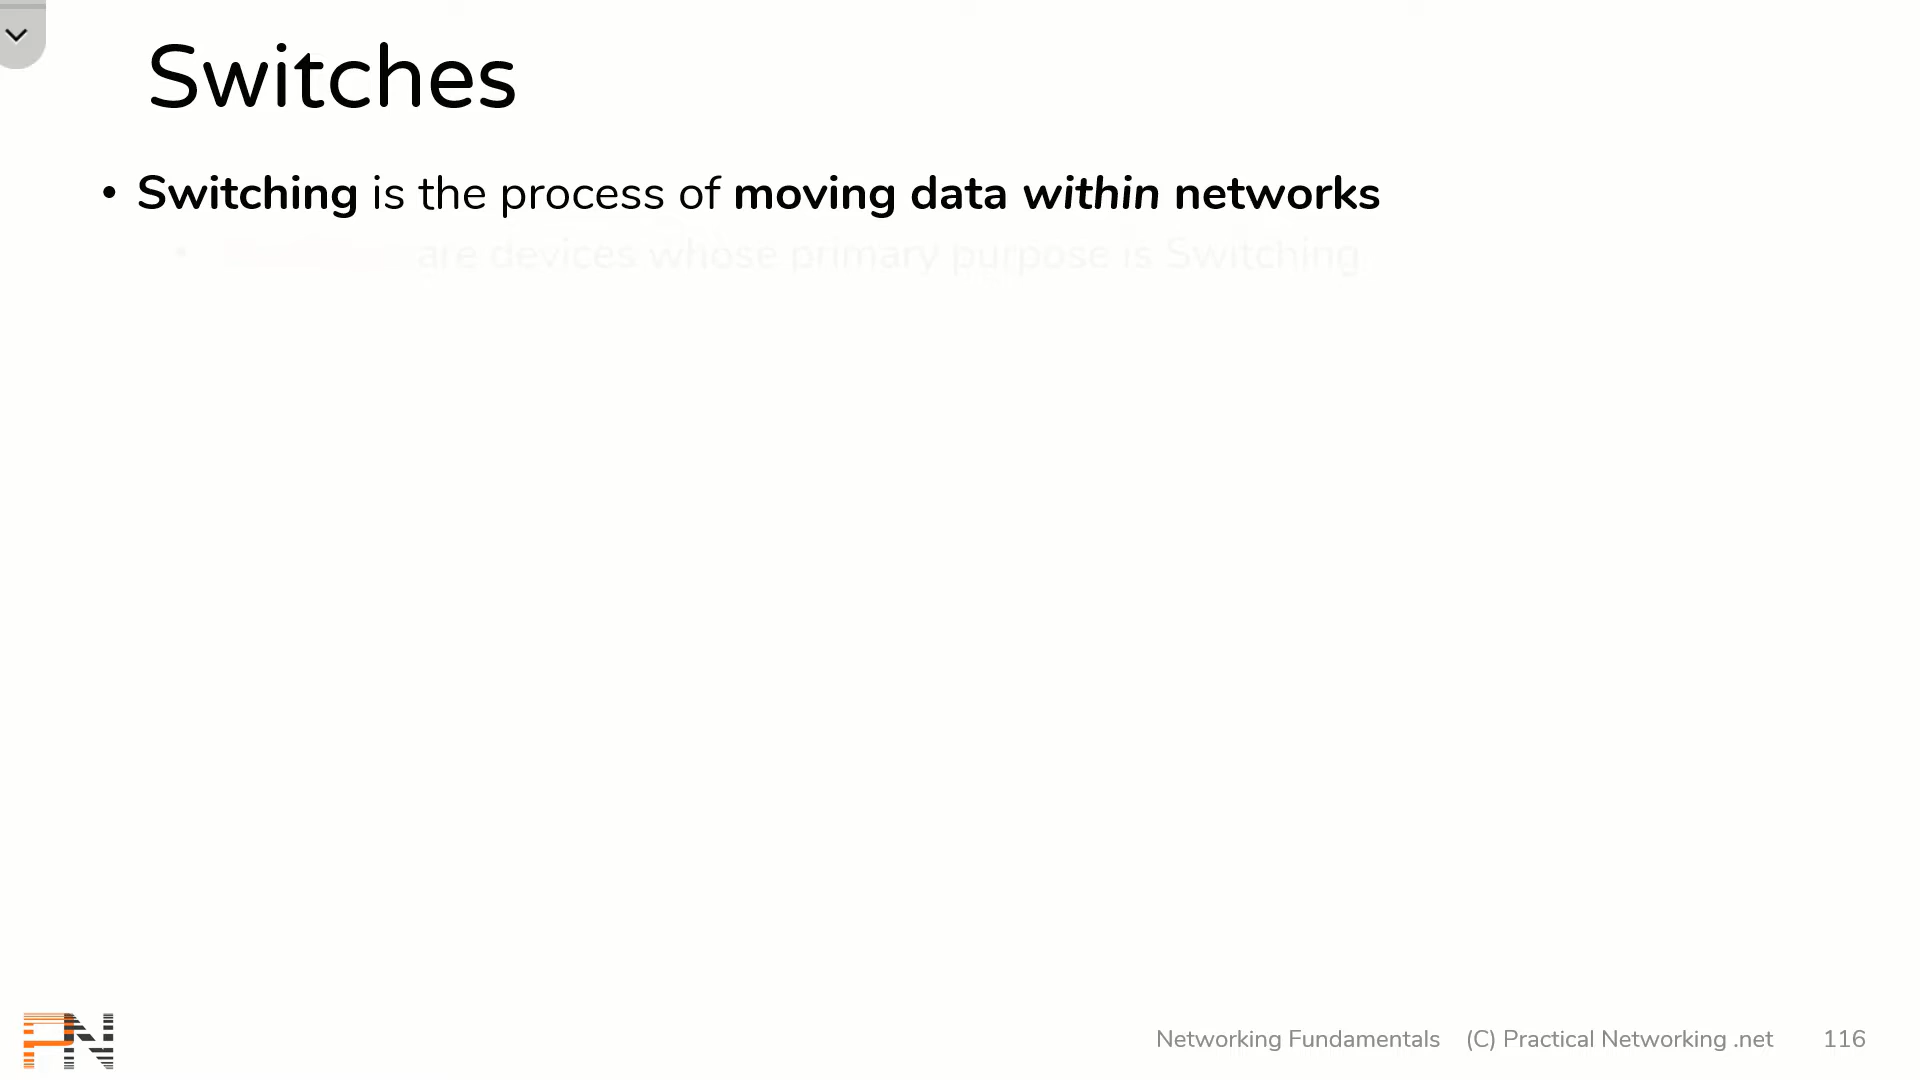 Switches
• Switching is the process of moving data within networks
• are devices whose primary purpose is Switching
PN
Networking Fundamentals (C) Practical Networking .net 116